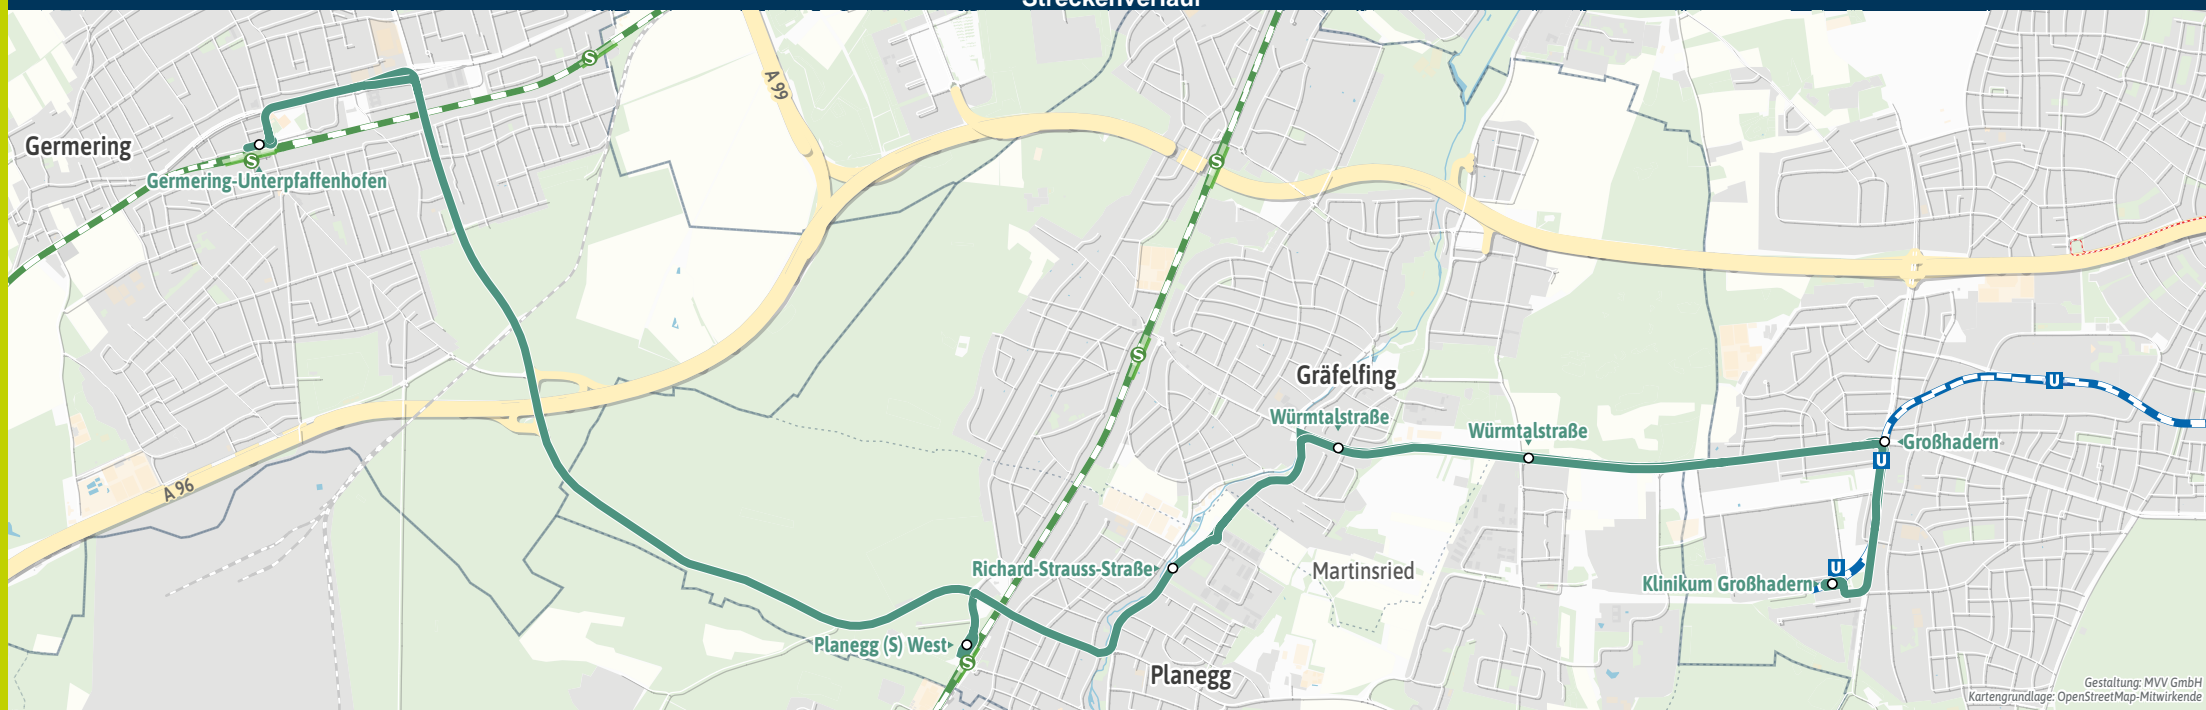 Streckenverlauf
A 99
S
Germering
S
Germering-Unterpfaffenhofen
S
S
Gräfelfing
Würmtalstraße
Würmtalstraße
U
Großhadern
U
A 96
Richard-Strauss-Straße
Martinsried
U
Klinikum Großhadern
Planegg (S) West
S
Planegg
Gestaltung: MVV GmbH
Kartengrundlage: OpenStreetMap-Mitwirkende